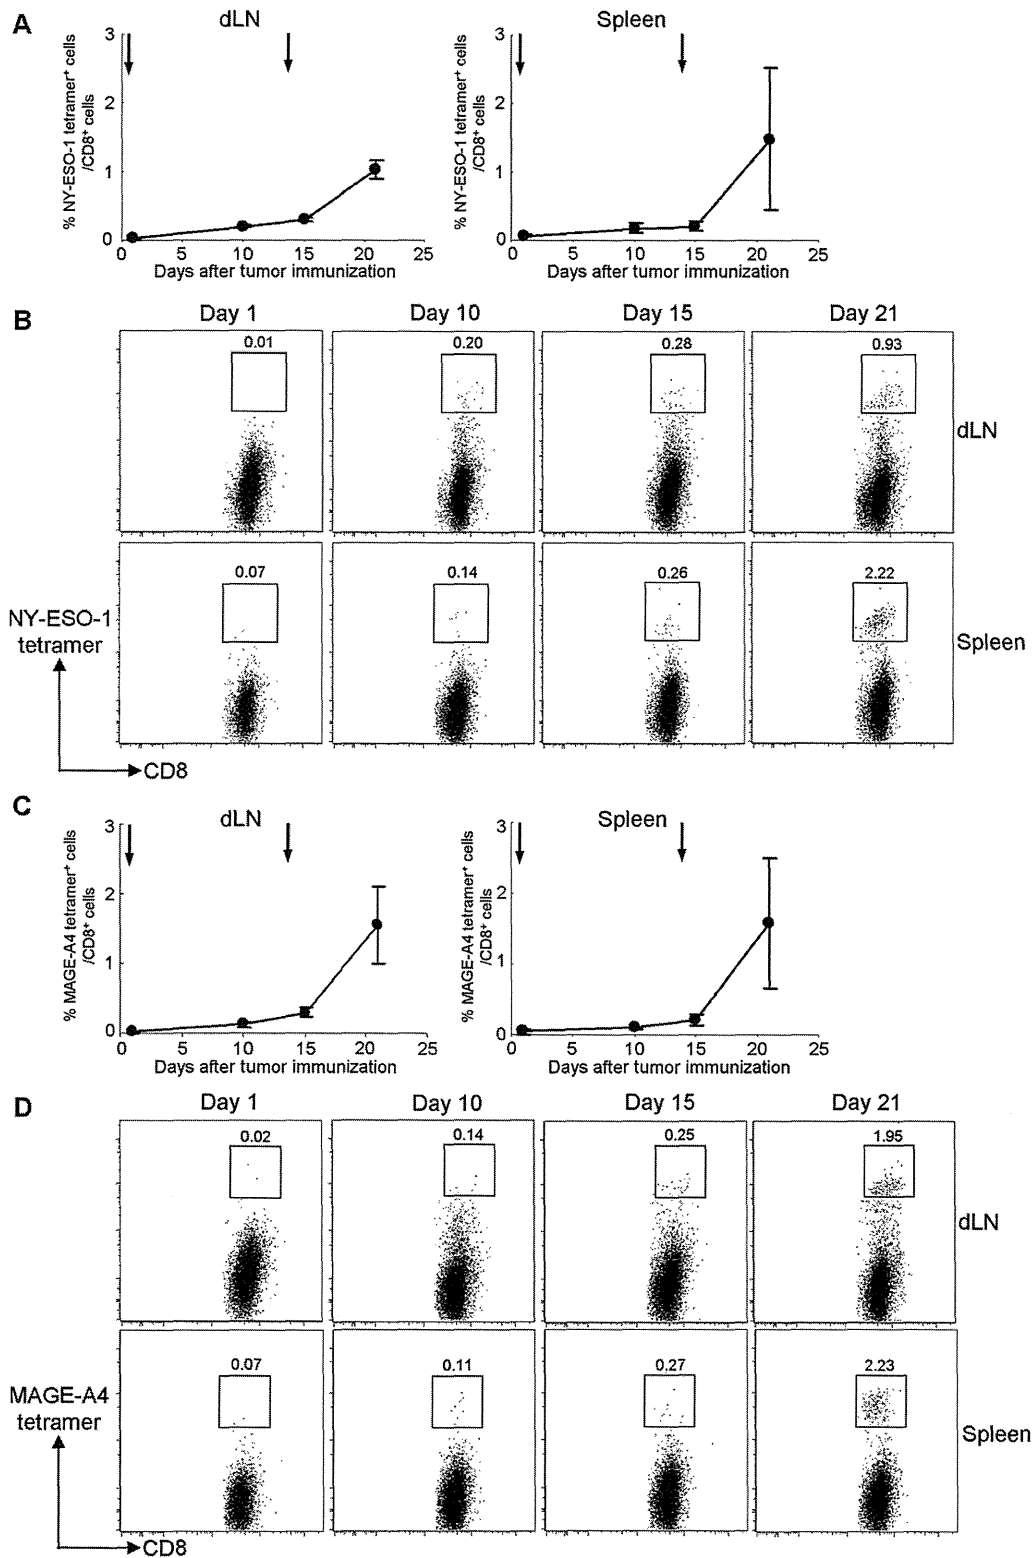 A
dLN
Spleen
% NY-ESO-1 tetramer⁺ cells
/CD8⁺ cells
3
2
1
0
0 5 10 15 20 25
Days after tumor immunization
% NY-ESO-1 tetramer⁺ cells
/CD8⁺ cells
3
2
1
0
0 5 10 15 20 25
Days after tumor immunization
B
Day 1 Day 10 Day 15 Day 21
0.01 0.20 0.28 0.93
dLN
0.07 0.14 0.26 2.22
NY-ESO-1
tetramer
Spleen
CD8
C
dLN
Spleen
% MAGE-A4 tetramer⁺ cells
/CD8⁺ cells
3
2
1
0
0 5 10 15 20 25
Days after tumor immunization
% MAGE-A4 tetramer⁺ cells
/CD8⁺ cells
3
2
1
0
0 5 10 15 20 25
Days after tumor immunization
D
Day 1 Day 10 Day 15 Day 21
0.02 0.14 0.25 1.95
dLN
0.07 0.11 0.27 2.23
MAGE-A4
tetramer
Spleen
CD8